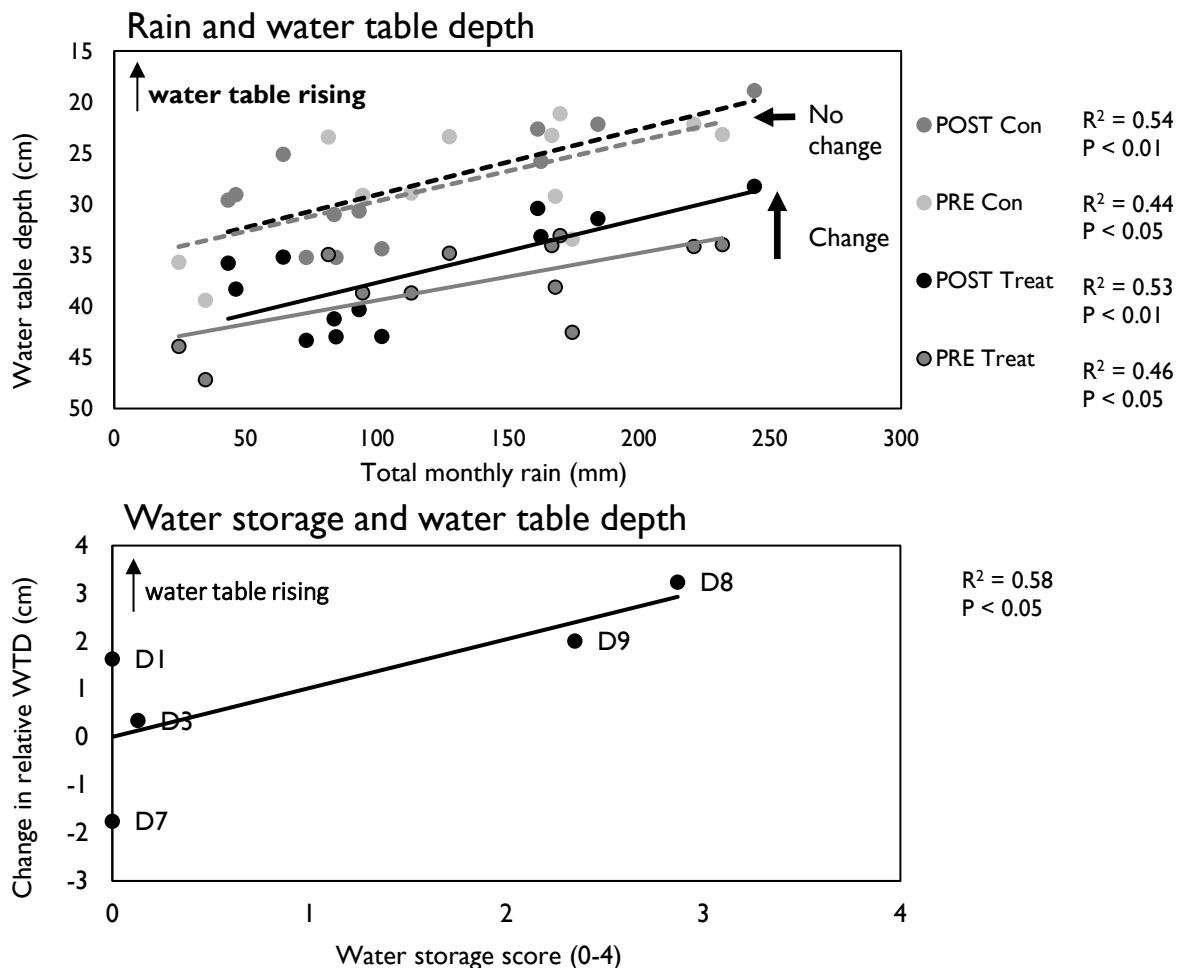 Rain and water table depth
15
20
25
30
35
40
45
50
Water table depth (cm)
water table rising
No
change
Change
0
50
100
150
200
250
300
Total monthly rain (mm)
POST Con
R² = 0.54
P < 0.01
PRE Con
R² = 0.44
P < 0.05
POST Treat
R² = 0.53
P < 0.01
PRE Treat
R² = 0.46
P < 0.05
Water storage and water table depth
4
3
2
1
0
-1
-2
-3
Change in relative WTD (cm)
water table rising
D1
D3
D7
D8
D9
0
1
2
3
4
Water storage score (0-4)
R² = 0.58
P < 0.05